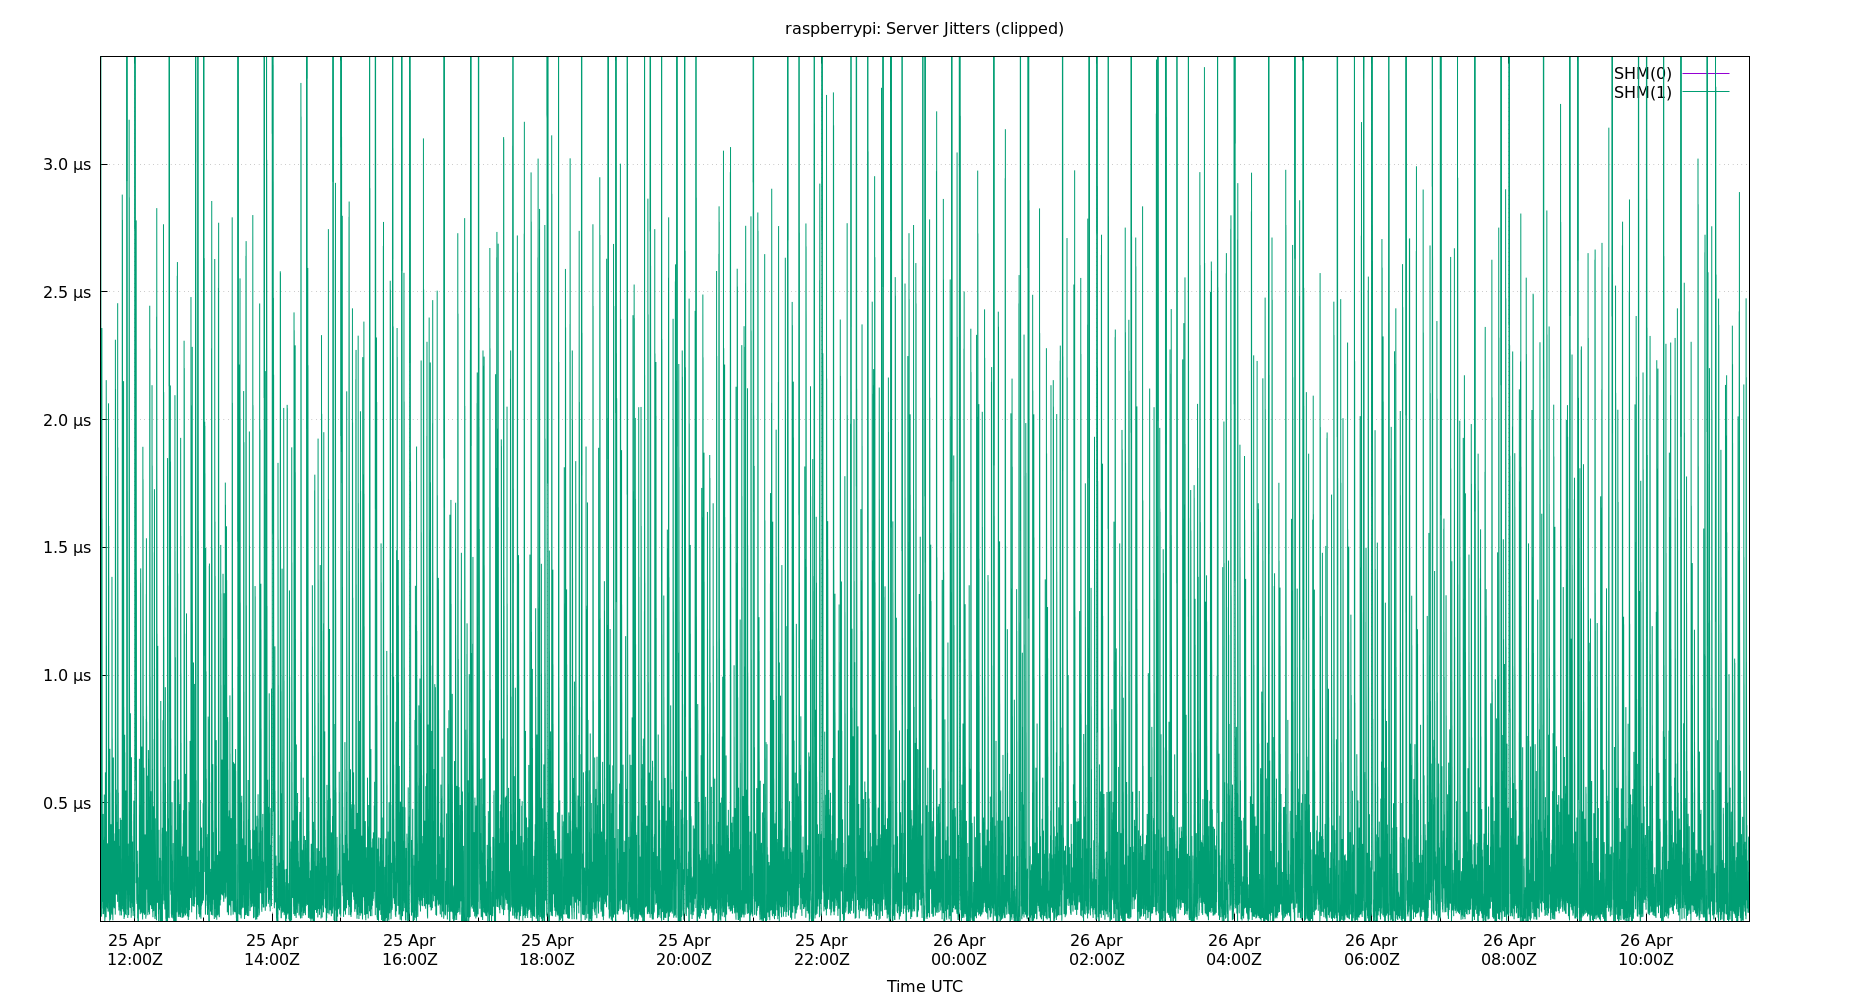 raspberrypi: Server Jitters (clipped)
SHM(0)
SHM(1)
3.0 µs
2.5 µs
2.0 µs
1.5 µs
1.0 µs
0.5 µs
25 Apr 25 Apr 25 Apr 25 Apr 25 Apr 25 Apr 26 Apr 26 Apr 26 Apr 26 Apr 26 Apr 26 Apr
12:00Z 14:00Z 16:00Z 18:00Z 20:00Z 22:00Z 00:00Z 02:00Z 04:00Z 06:00Z 08:00Z 10:00Z
Time UTC